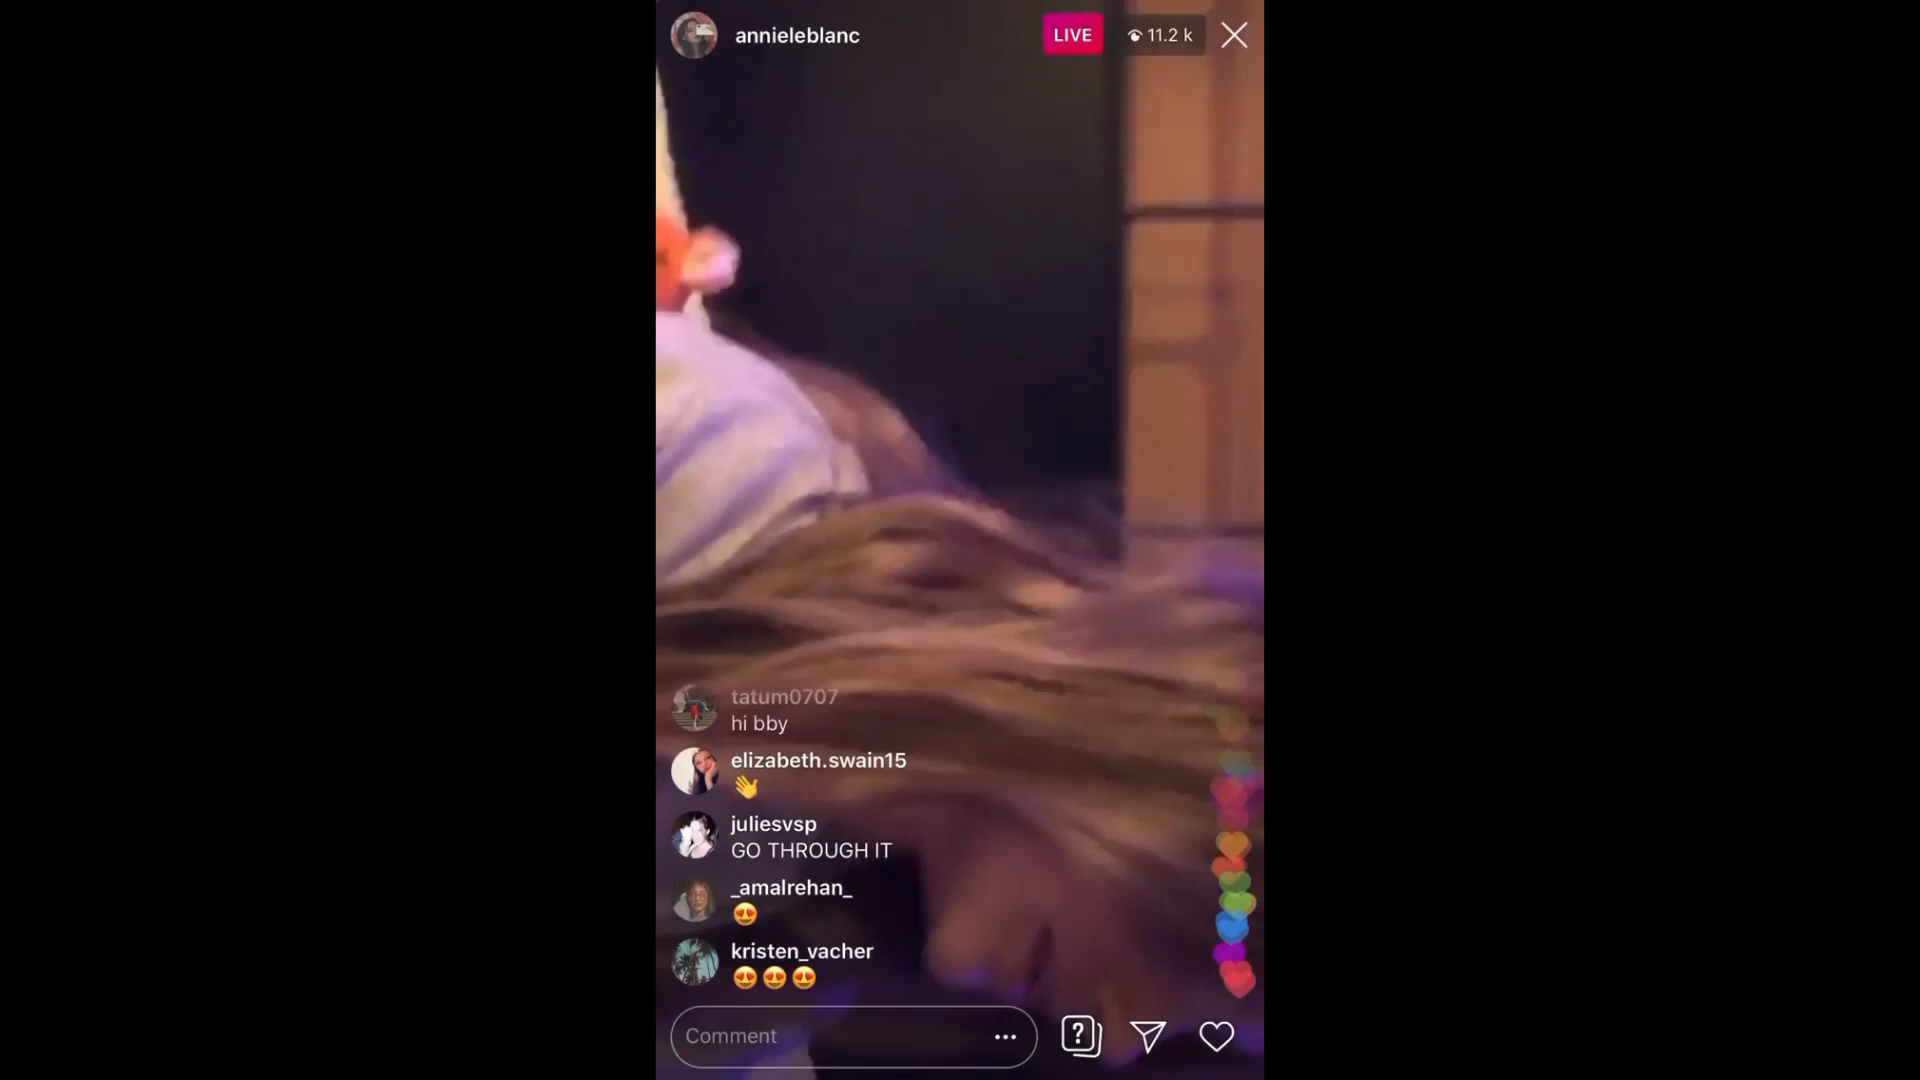 annieleblanc
LIVE
11.2 k
tatum0707
hi bby
elizabeth.swain15
👋
juliesvsp
GO THROUGH IT
_amalrehan_
😍
kristen_vacher
😍😍😍
Comment
?